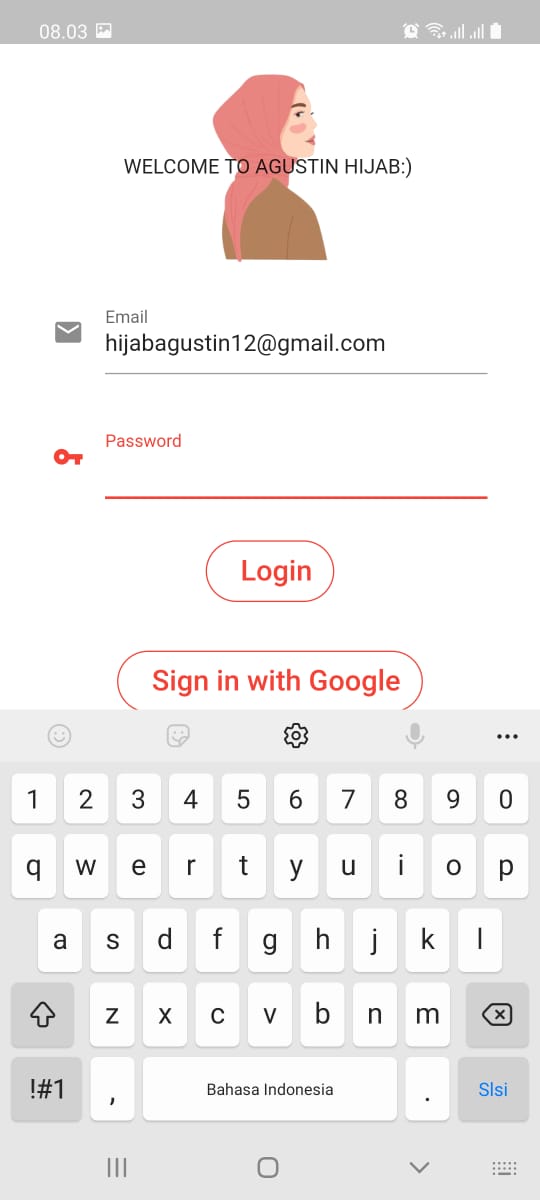 08.03
WELCOME TO AGUSTIN HIJAB:)
Email
hijabagustin12@gmail.com
Password
Login
Sign in with Google
1 2 3 4 5 6 7 8 9 0
q w e r t y u i o p
a s d f g h j k l
z x c v b n m
!#1 , Bahasa Indonesia . Slsi